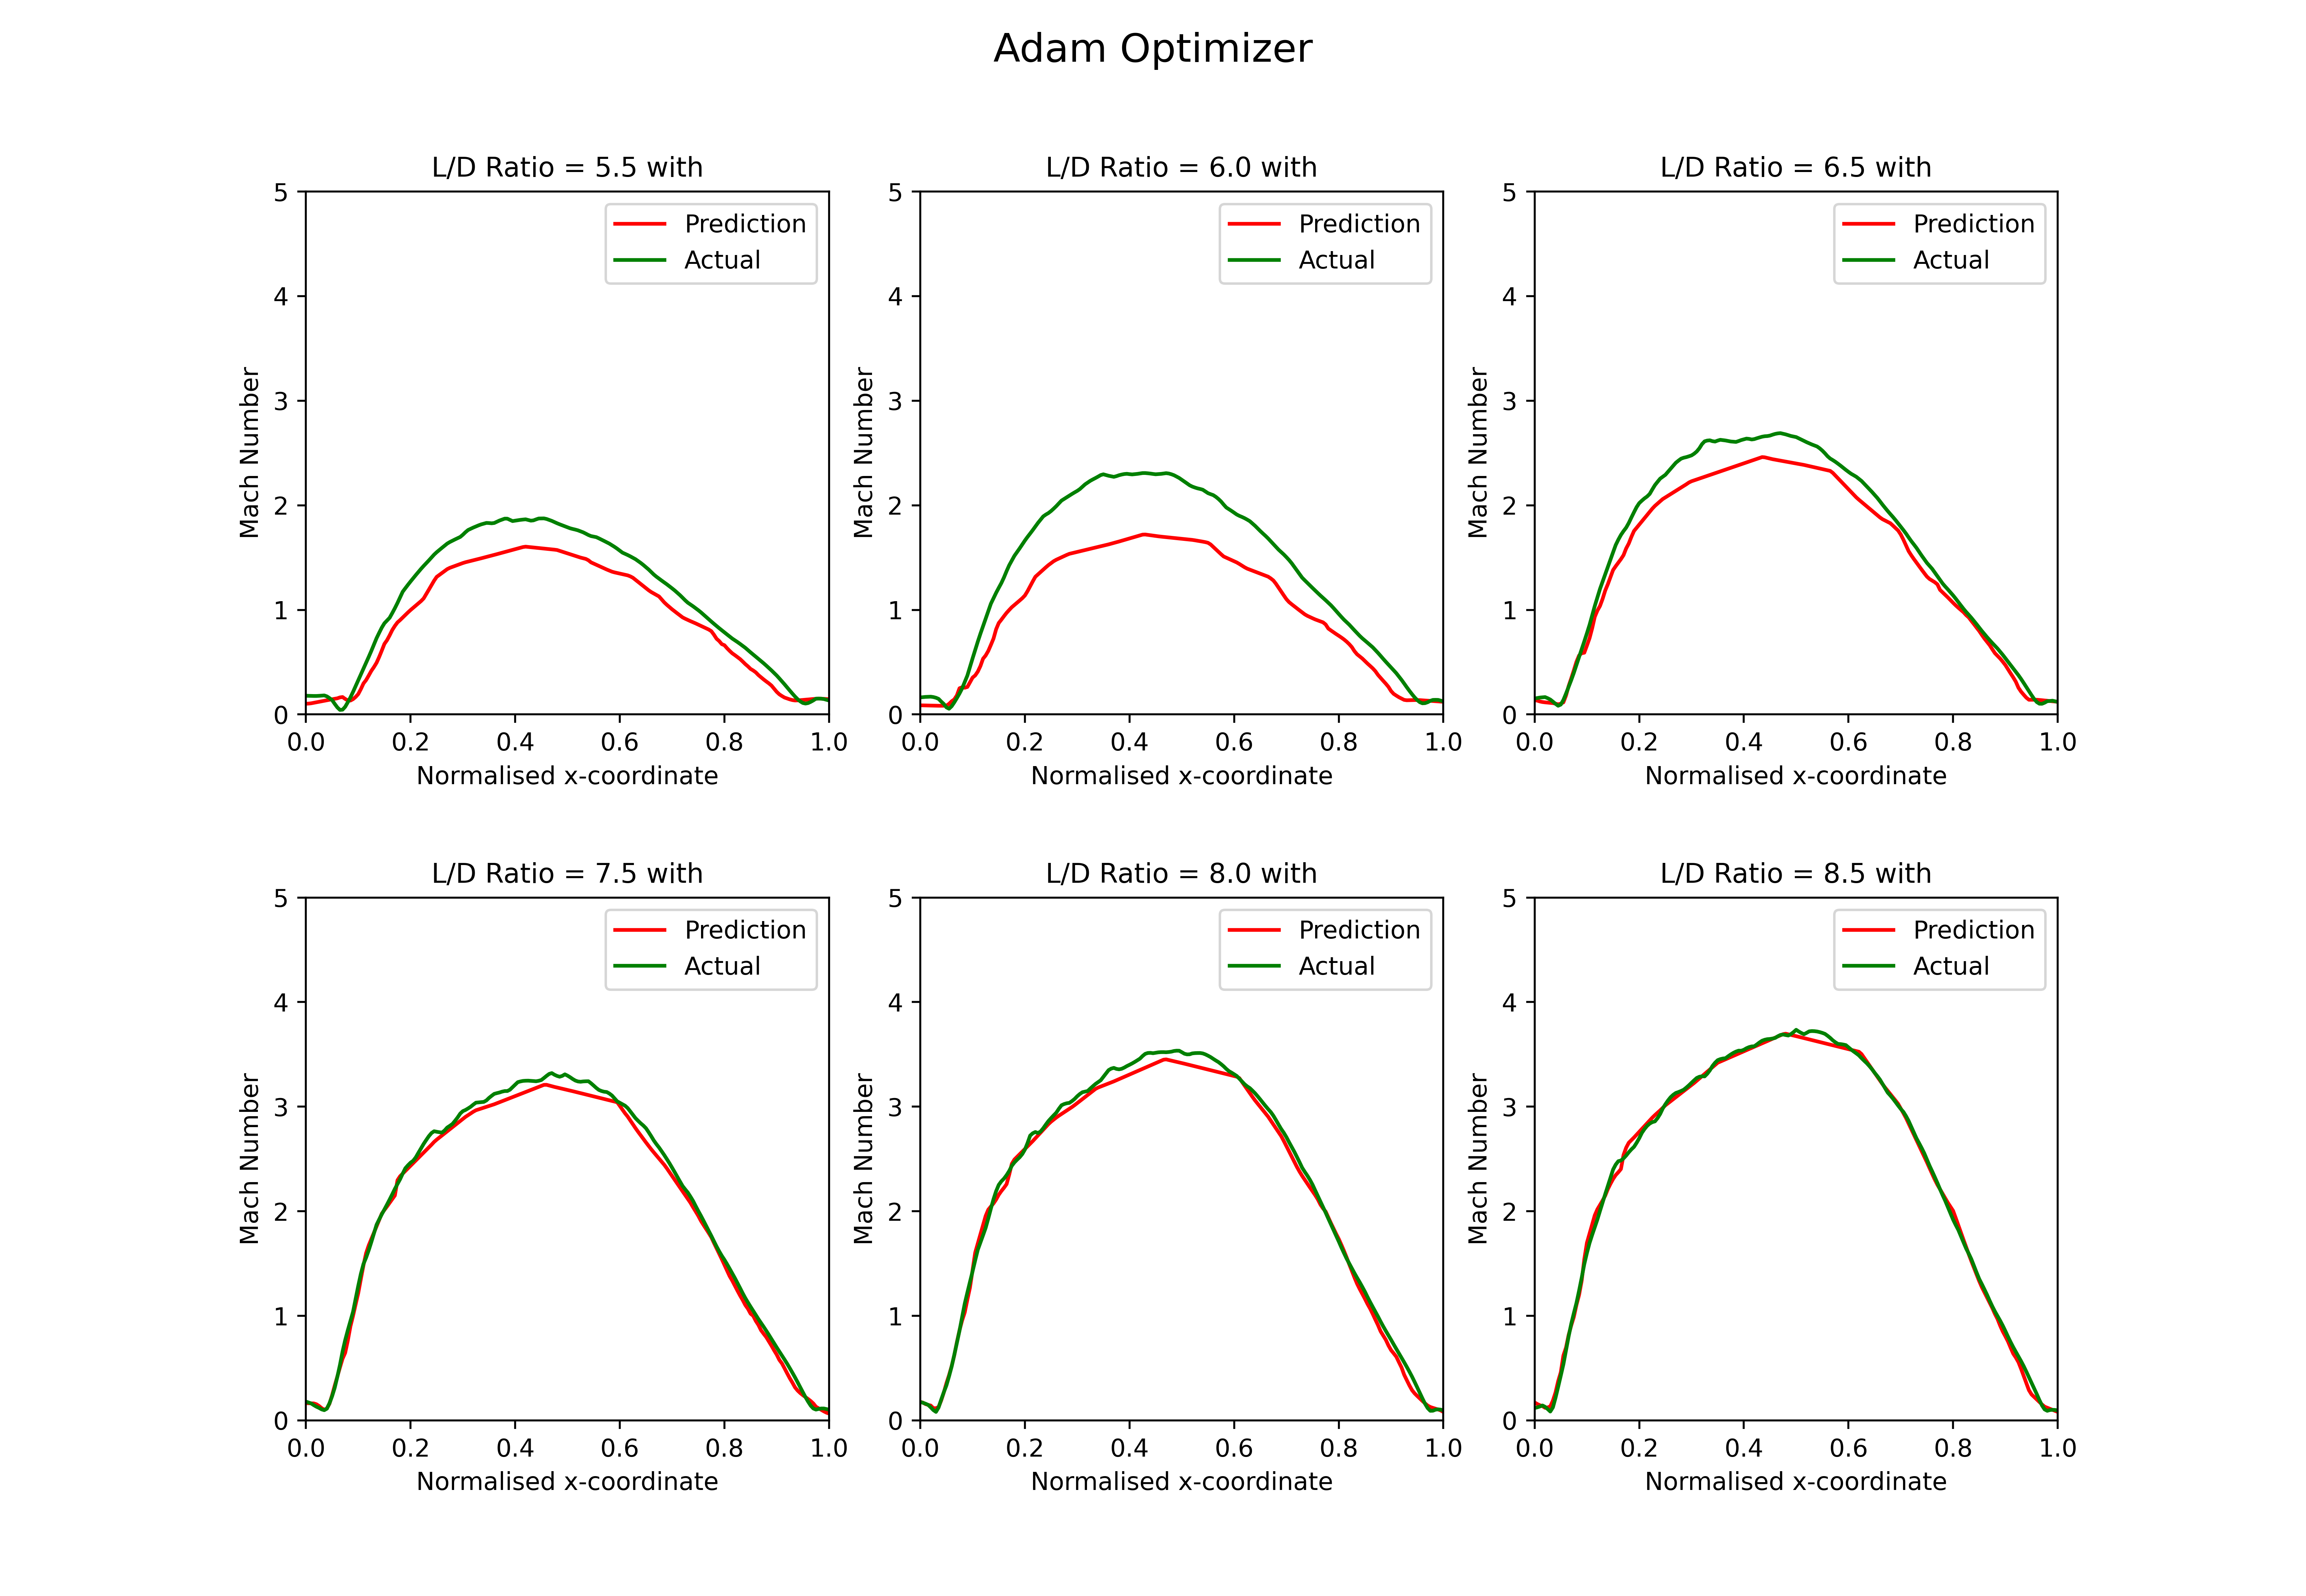 Adam Optimizer
L/D Ratio = 5.5 with
5
4
3
2
1
0
Mach Number
Prediction
Actual
0.0 0.2 0.4 0.6 0.8 1.0
Normalised x-coordinate
L/D Ratio = 6.0 with
5
4
3
2
1
0
Mach Number
Prediction
Actual
0.0 0.2 0.4 0.6 0.8 1.0
Normalised x-coordinate
L/D Ratio = 6.5 with
5
4
3
2
1
0
Mach Number
Prediction
Actual
0.0 0.2 0.4 0.6 0.8 1.0
Normalised x-coordinate
L/D Ratio = 7.5 with
5
4
3
2
1
0
Mach Number
Prediction
Actual
0.0 0.2 0.4 0.6 0.8 1.0
Normalised x-coordinate
L/D Ratio = 8.0 with
5
4
3
2
1
0
Mach Number
Prediction
Actual
0.0 0.2 0.4 0.6 0.8 1.0
Normalised x-coordinate
L/D Ratio = 8.5 with
5
4
3
2
1
0
Mach Number
Prediction
Actual
0.0 0.2 0.4 0.6 0.8 1.0
Normalised x-coordinate